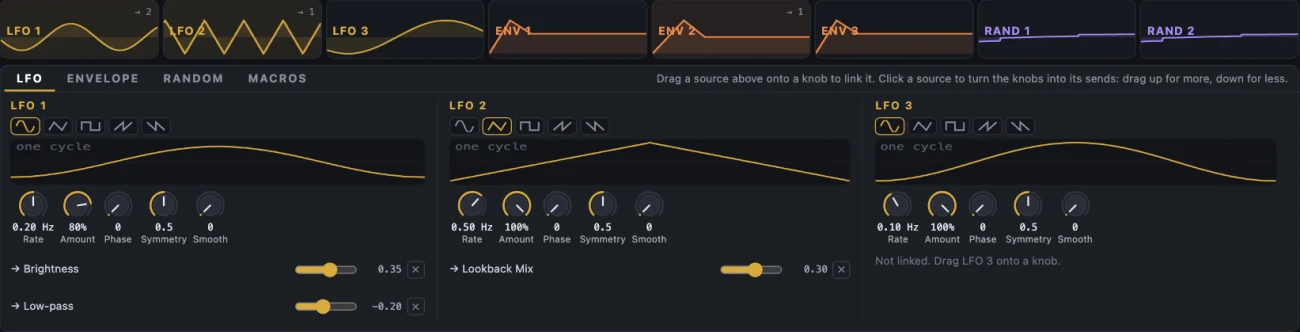 → 2
→ 1
→ 1
LFO 1
LFO 2
LFO 3
ENV 1
ENV 2
ENV 3
RAND 1
RAND 2
LFO ENVELOPE RANDOM MACROS
Drag a source above onto a knob to link it. Click a source to turn the knobs into its sends: drag up for more, down for less.
LFO 1
one cycle
0.20 Hz 80% 0 0.5 0
Rate Amount Phase Symmetry Smooth
→ Brightness 0.35 ×
→ Low-pass −0.20 ×
LFO 2
one cycle
0.50 Hz 100% 0 0.5 0
Rate Amount Phase Symmetry Smooth
→ Lookback Mix 0.30 ×
LFO 3
one cycle
0.10 Hz 100% 0 0.5 0
Rate Amount Phase Symmetry Smooth
Not linked. Drag LFO 3 onto a knob.